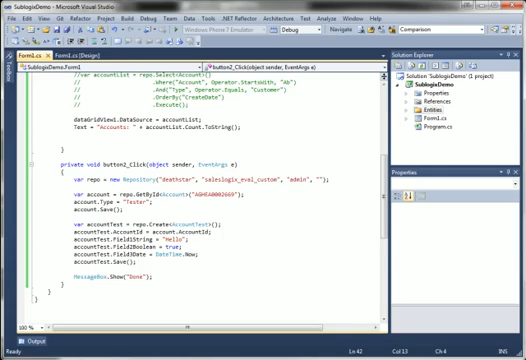 SublogixDemo - Microsoft Visual Studio
File Edit View Git Refactor Project Build Debug Team Data Tools .NET Reflector Architecture Test Analyze Window Help
Windows Phone 7 Emulator
Debug
Navigate
Comparison
Form1.cs
Form1.cs [Design]
SublogixDemo.Form1
button2_Click(object sender, EventArgs e)
//var accountList = repo.Select<Account>()
// .Where("Account", Operator.StartsWith, "Ab")
// .And("Type", Operator.Equals, "Customer")
// .OrderBy("CreateDate")
// .Execute();
dataGridView1.DataSource = accountList;
Text = "Accounts: " + accountList.Count.ToString();
}
private void button2_Click(object sender, EventArgs e)
{
var repo = new Repository("deathstar", "saleslogix_eval_custom", "admin", "");
var account = repo.GetById<Account>("AGHEA0002669");
account.Type = "Tester";
account.Save();
var accountTest = repo.Create<AccountTest>();
accountTest.AccountId = account.AccountId;
accountTest.Field1String = "Hello";
accountTest.Field2Boolean = true;
accountTest.Field3Date = DateTime.Now;
accountTest.Save();
MessageBox.Show("Done");
}
}
}
100 %
Output
Ready
Ln 42
Col 13
Ch 4
INS
Solution Explorer
Solution 'SublogixDemo' (1 project)
SublogixDemo
Properties
References
Entities
Form1.cs
Program.cs
Properties
Toolbox